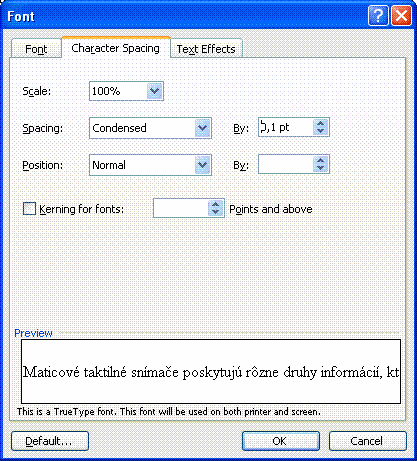 Font
Font Character Spacing Text Effects
Scale: 100%
Spacing: Condensed By: ,1 pt
Position: Normal By:
Kerning for fonts: Points and above
Preview
Maticové taktilné snímače poskytujú rôzne druhy informácií, kt
This is a TrueType font. This font will be used on both printer and screen.
Default... OK Cancel